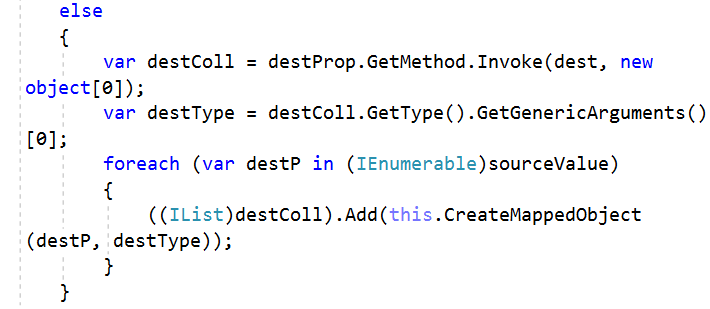 else
{
var destColl = destProp.GetMethod.Invoke(dest, new
object[0]);
var destType = destColl.GetType().GetGenericArguments()
[0];
foreach (var destP in (IEnumerable)sourceValue)
{
((IList)destColl).Add(this.CreateMappedObject
(destP, destType));
}
}